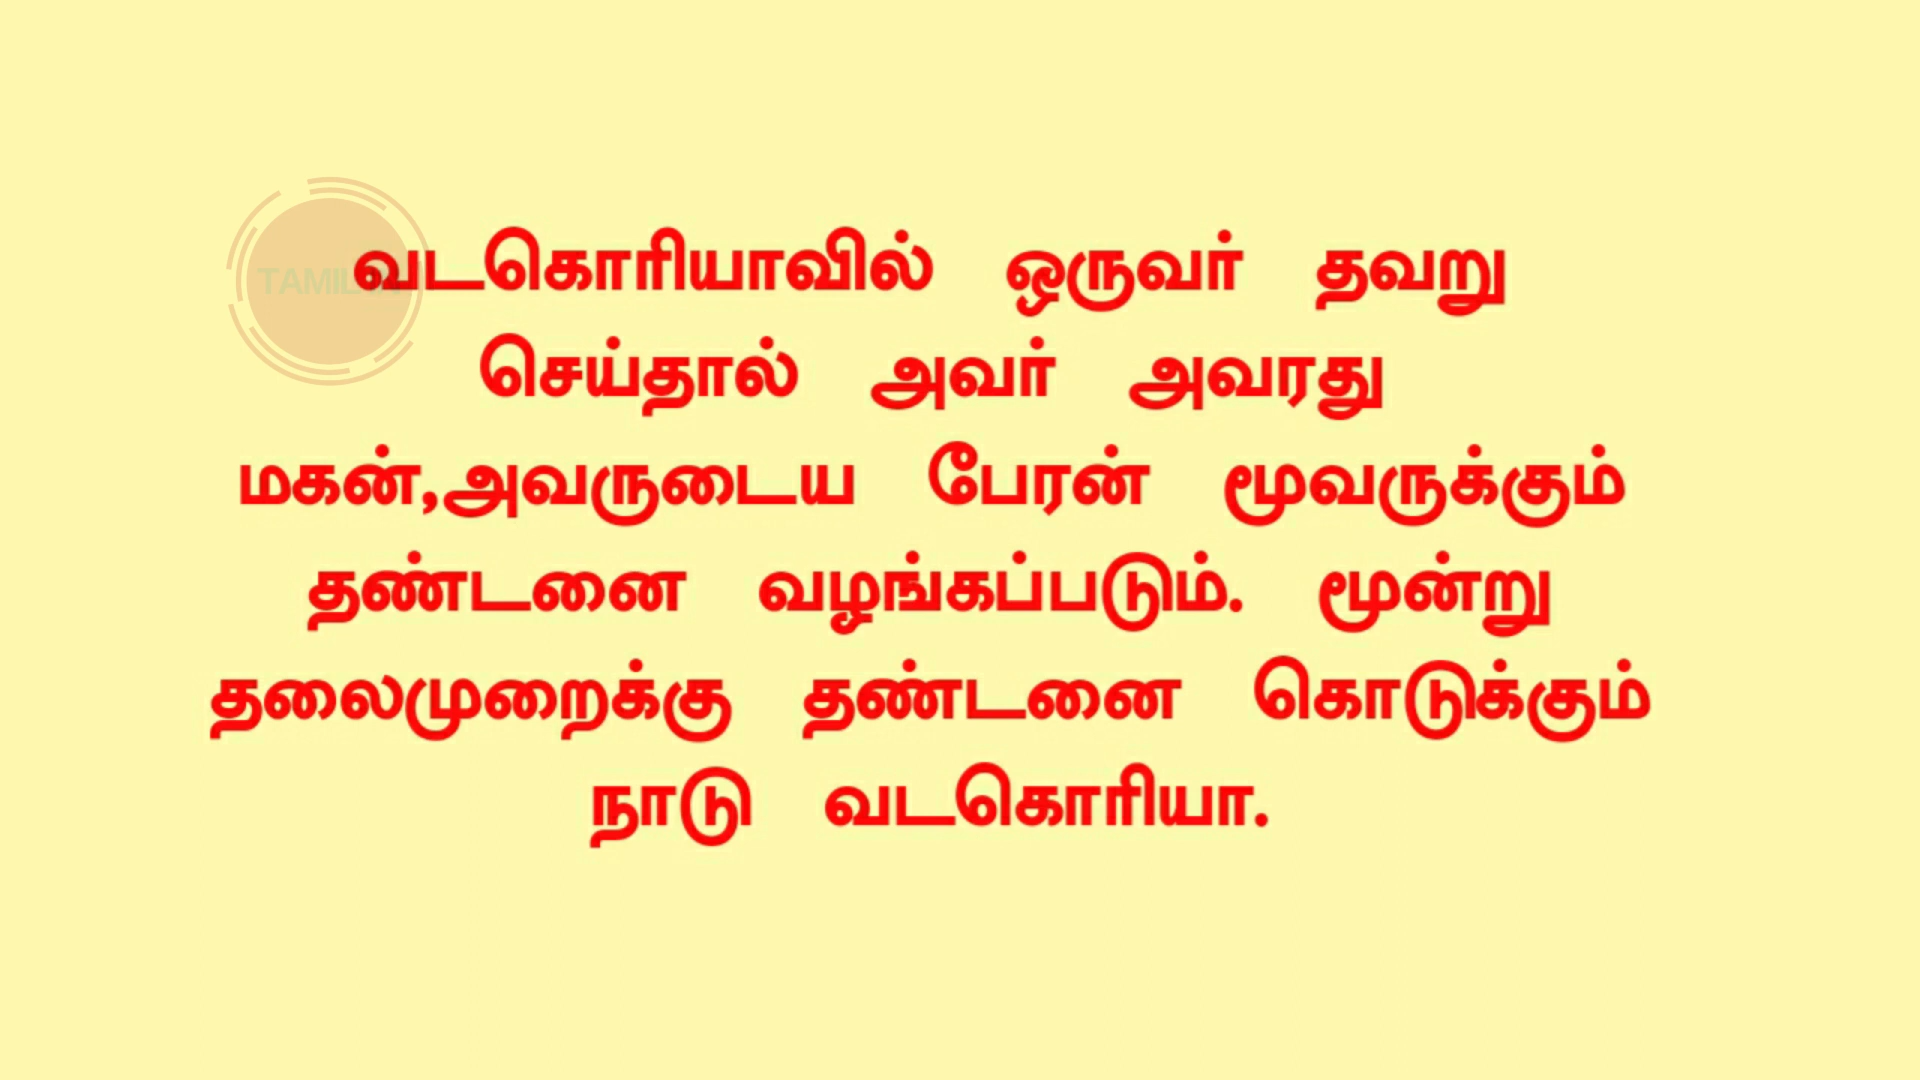 வடகொரியாவில் ஒருவர் தவறு
செய்தால் அவர் அவரது
மகன்,அவருடைய பேரன் மூவருக்கும்
தண்டனை வழங்கப்படும். மூன்று
தலைமுறைக்கு தண்டனை கொடுக்கும்
நாடு வடகொரியா.